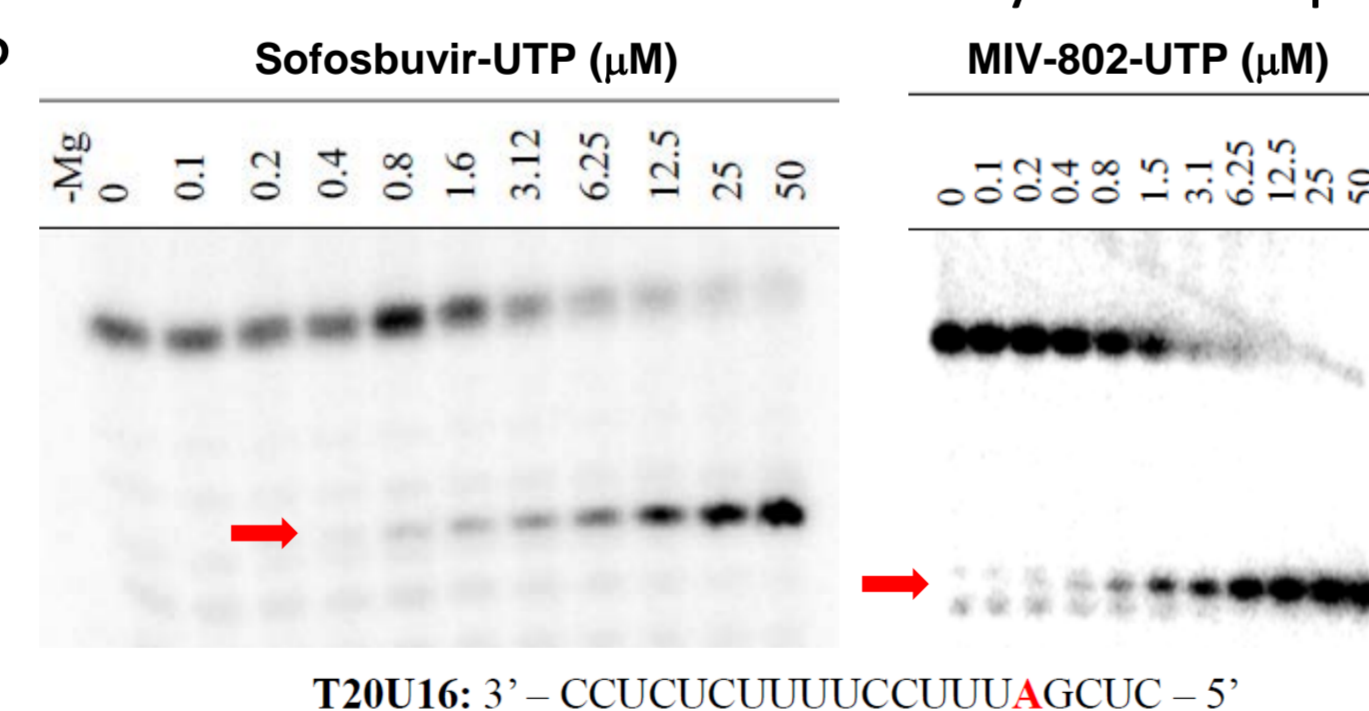 Sofosbuvir-UTP (μM)
MIV-802-UTP (μM)
-Mg 0 0.1 0.2 0.4 0.8 1.6 3.12 6.25 12.5 25 50
0 0.1 0.2 0.4 0.8 1.5 3.1 6.25 12.5 25 50
T20U16: 3’ – CCUCUCUUUUCCUUUAGCUC – 5’